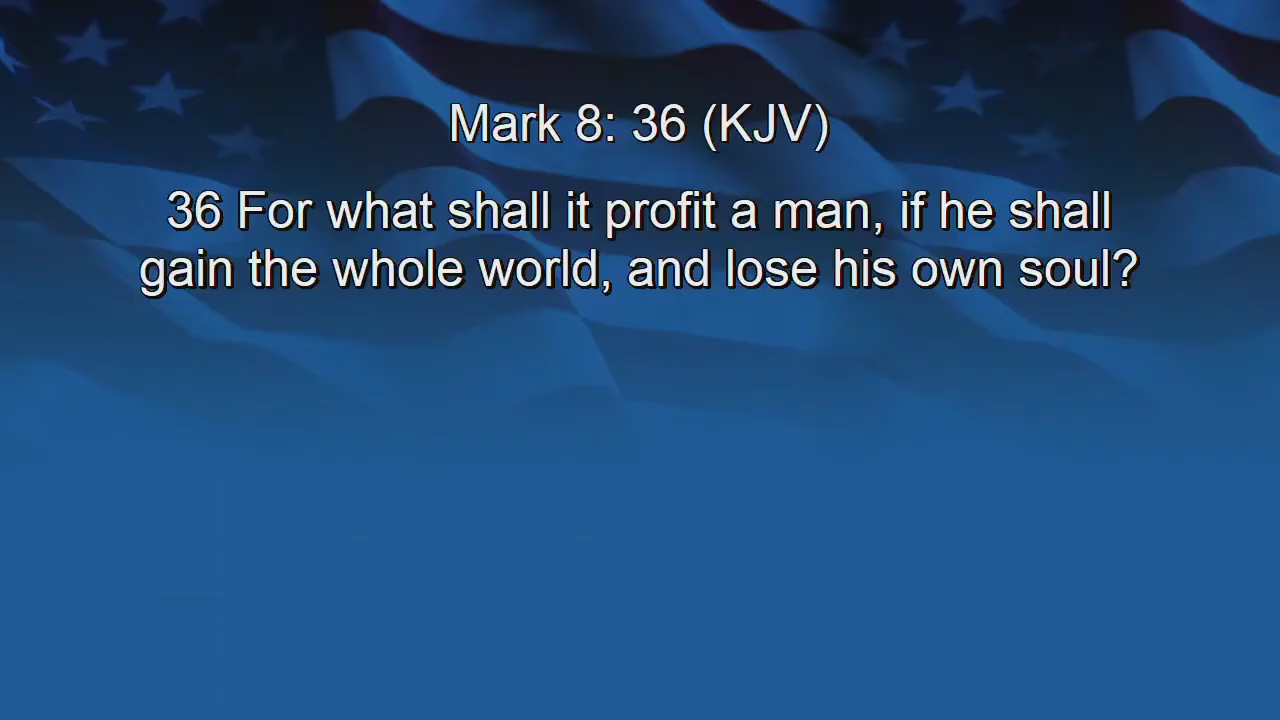 Mark 8: 36 (KJV)
36 For what shall it profit a man, if he shall
gain the whole world, and lose his own soul?